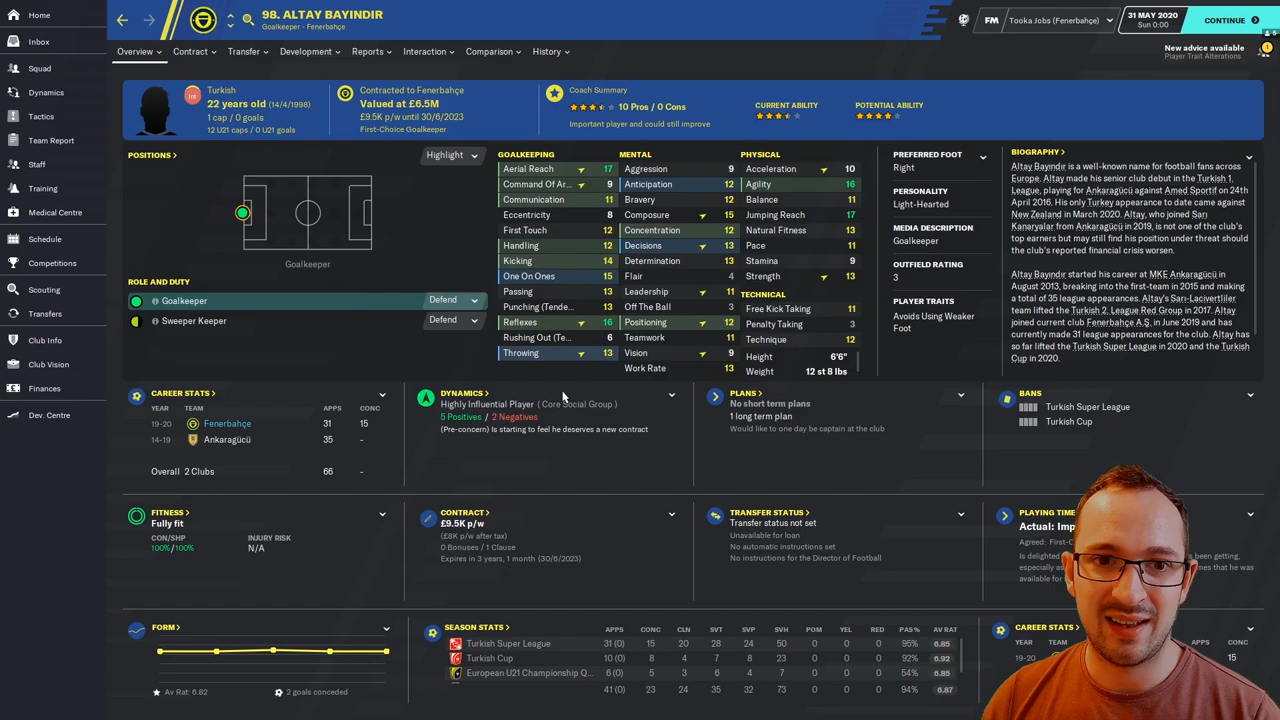 Home
Inbox
Squad
Dynamics
Tactics
Team Report
Staff
Training
Medical Centre
Schedule
Competitions
Scouting
Transfers
Club Info
Club Vision
Finances
Dev. Centre
98. ALTAY BAYINDIR
Goalkeeper - Fenerbahçe
FM
Tooka Jobs (Fenerbahçe)
31 MAY 2020
Sun 0:00
CONTINUE
Overview
Contract
Transfer
Development
Reports
Interaction
Comparison
History
New advice available
Player Trait Alterations
1
Int
Turkish
22 years old (14/4/1998)
1 cap / 0 goals
12 U21 caps / 0 U21 goals
Contracted to Fenerbahçe
Valued at £6.5M
£9.5K p/w until 30/6/2023
First-Choice Goalkeeper
Coach Summary
10 Pros / 0 Cons
Important player and could still improve
CURRENT ABILITY
POTENTIAL ABILITY
POSITIONS >
Highlight
Goalkeeper
ROLE AND DUTY
Goalkeeper Defend
Sweeper Keeper Defend
GOALKEEPING
Aerial Reach 17
Command Of Ar... 9
Communication 11
Eccentricity 8
First Touch 12
Handling 12
Kicking 14
One On Ones 15
Passing 13
Punching (Tende... 13
Reflexes 16
Rushing Out (Te... 6
Throwing 13
MENTAL
Aggression 9
Anticipation 12
Bravery 12
Composure 15
Concentration 12
Decisions 13
Determination 13
Flair 4
Leadership 11
Off The Ball 3
Positioning 12
Teamwork 11
Vision 9
Work Rate 13
PHYSICAL
Acceleration 10
Agility 16
Balance 11
Jumping Reach 17
Natural Fitness 13
Pace 11
Stamina 9
Strength 13
TECHNICAL
Free Kick Taking 11
Penalty Taking 3
Technique 12
Height 6'6"
Weight 12 st 8 lbs
PREFERRED FOOT
Right
PERSONALITY
Light-Hearted
MEDIA DESCRIPTION
Goalkeeper
OUTFIELD RATING
3
PLAYER TRAITS
Avoids Using Weaker
Foot
BIOGRAPHY >
Altay Bayındır is a well-known name for football fans across
Europe. Altay made his senior club debut in the Turkish 1.
League, playing for Ankaragücü against Amed Sportif on 24th
April 2016. His only Turkey appearance to date came against
New Zealand in March 2020. Altay, who joined Sarı
Kanaryalar from Ankaragücü in 2019, is not one of the club's
top earners but may still find his position under threat should
the club's reported financial crisis worsen.
Altay Bayındır started his career at MKE Ankaragücü in
August 2013, breaking into the first-team in 2015 and making
a total of 35 league appearances. Altay's Sarı-Lacivertliler
team lifted the Turkish 2. League Red Group in 2017. Altay
joined current club Fenerbahçe A.Ş. in June 2019 and has
currently made 31 league appearances for the club. Altay has
so far lifted the Turkish Super League in 2020 and the Turkish
Cup in 2020.
CAREER STATS >
YEAR TEAM APPS CONC
19-20 Fenerbahçe 31 15
14-19 Ankaragücü 35 -
Overall 2 Clubs 66 -
DYNAMICS >
Highly Influential Player ( Core Social Group )
5 Positives / 2 Negatives
(Pre-concern) Is starting to feel he deserves a new contract
PLANS >
No short term plans
1 long term plan
Would like to one day be captain at the club
BANS
Turkish Super League
Turkish Cup
FITNESS >
Fully fit
CON/SHP
100%/100%
INJURY RISK
N/A
CONTRACT >
£9.5K p/w
(£8K p/w after tax)
0 Bonuses / 1 Clause
Expires in 3 years, 1 month (30/6/2023)
TRANSFER STATUS >
Transfer status not set
Unavailable for loan
No automatic instructions set
No instructions for the Director of Football
PLAYING TIME
Actual: Imp
Agreed: First-C
Is delighted been getting,
especially as mes that he
was available for
FORM >
Av Rat: 6.82
2 goals conceded
SEASON STATS >
APPS CONC CLN SVT SVP SVH POM YEL RED PAS% AV RAT
Turkish Super League 31 (0) 15 20 28 24 50 0 0 0 95% 6.85
Turkish Cup 10 (0) 8 4 7 8 23 0 0 0 92% 6.92
European U21 Championship Q... 6 (0) 5 3 6 4 7 0 0 0 54% 6.85
41 (0) 23 24 35 32 73 0 0 0 94% 6.87
CAREER STATS >
YEAR TE APPS CONC
19-20 15